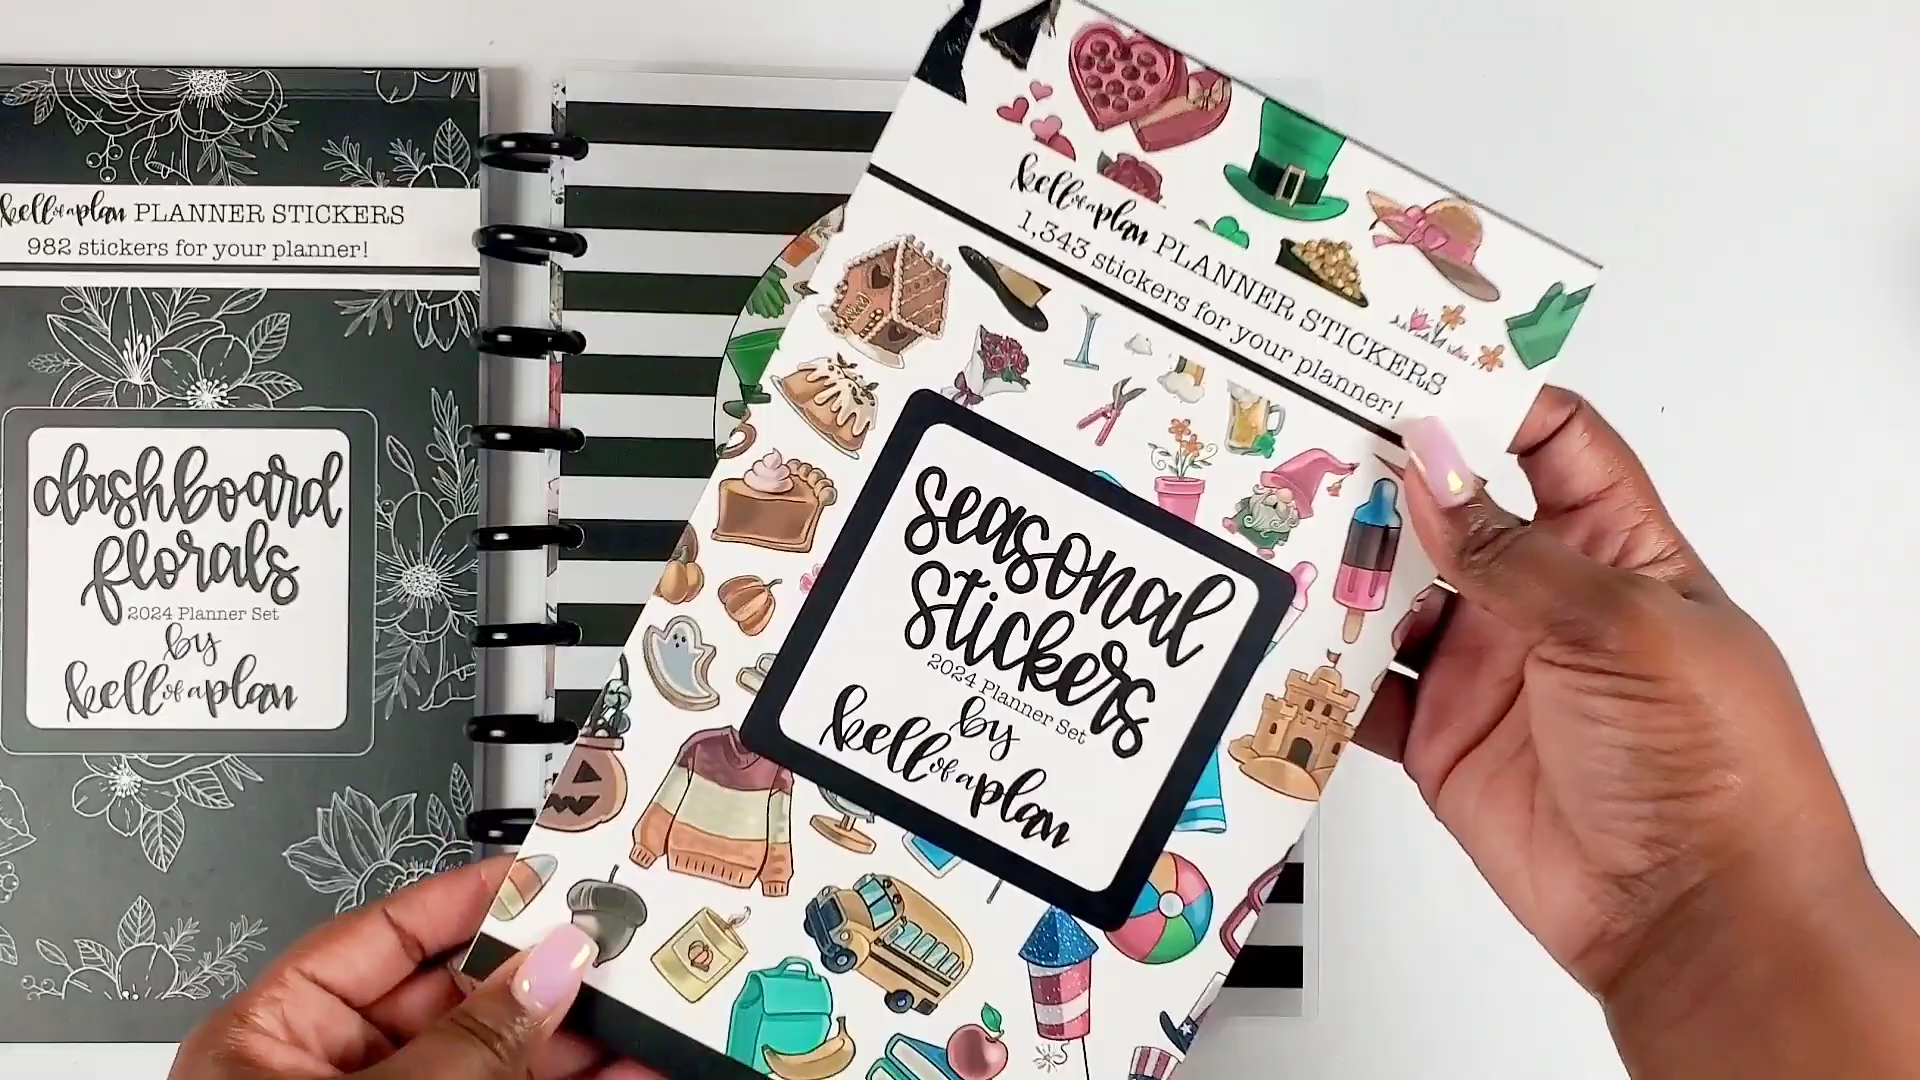 kell of a plan PLANNER STICKERS
982 stickers for your planner!
dashboard
florals
2024 Planner Set
by
kell of a plan
kell of a plan PLANNER STICKERS
1,343 stickers for your planner!
seasonal
stickers
2024 Planner Set
by
kell of a plan